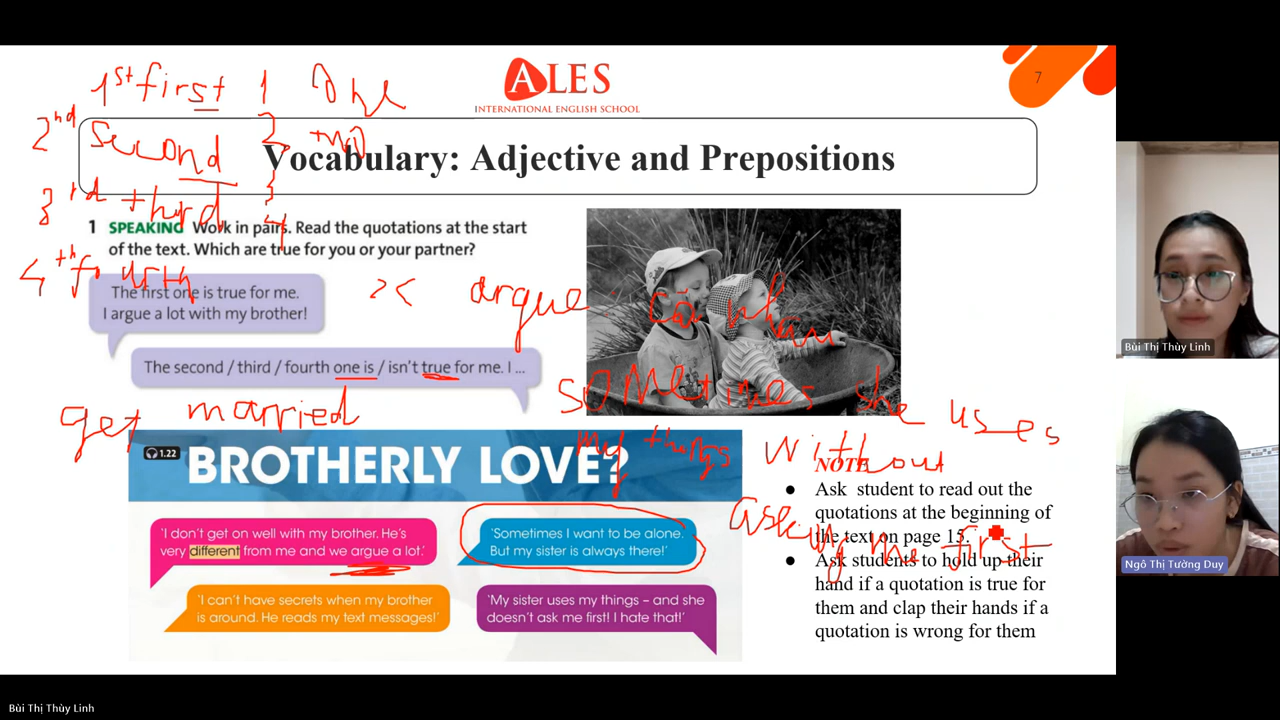 1st first 1 One
ALES
INTERNATIONAL ENGLISH SCHOOL
7
2nd second 2
Vocabulary: Adjective and Prepositions
3rd third 3
4
1 SPEAKING Work in pairs. Read the quotations at the start
of the text. Which are true for you or your partner?
4th fourth
The first one is true for me.
I argue a lot with my brother!
argue: cãi nhau
The second / third / fourth one is / isn't true for me. I ...
get married
sometimes she uses
my things without
asking me first
1.22
BROTHERLY LOVE?
'I don't get on well with my brother. He's
very different from me and we argue a lot.'
'Sometimes I want to be alone.
But my sister is always there!'
'I can't have secrets when my brother
is around. He reads my text messages!'
'My sister uses my things – and she
doesn't ask me first! I hate that!'
NOTE
● Ask student to read out the
quotations at the beginning of
the text on page 15.
● Ask students to hold up their
hand if a quotation is true for
them and clap their hands if a
quotation is wrong for them
Bùi Thị Thùy Linh
Ngô Thị Tường Duy
Bùi Thị Thùy Linh